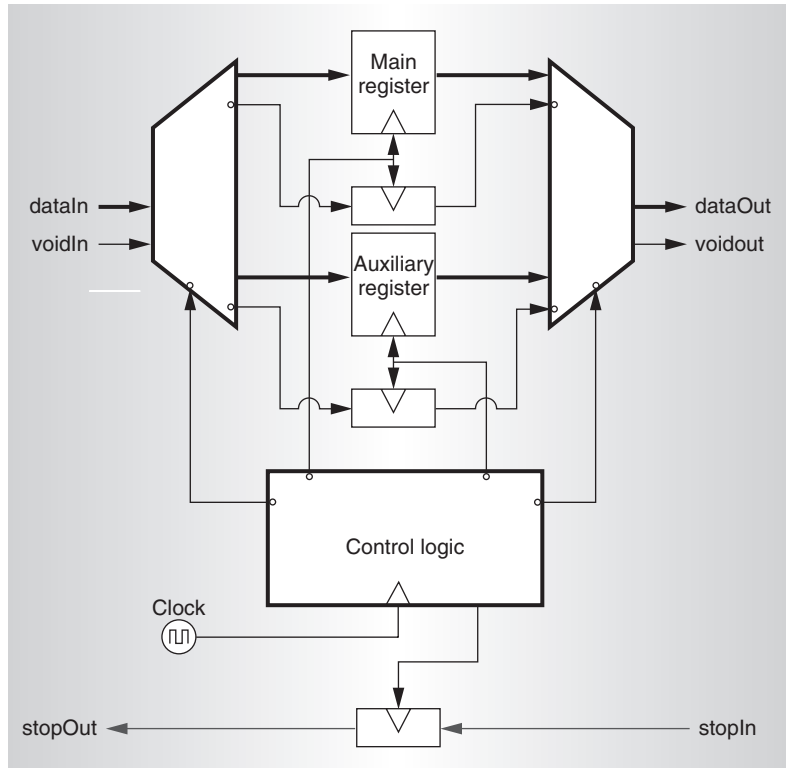 Main
register
dataIn
dataOut
voidIn
voidout
Auxiliary
register
Control logic
Clock
stopOut
stopIn